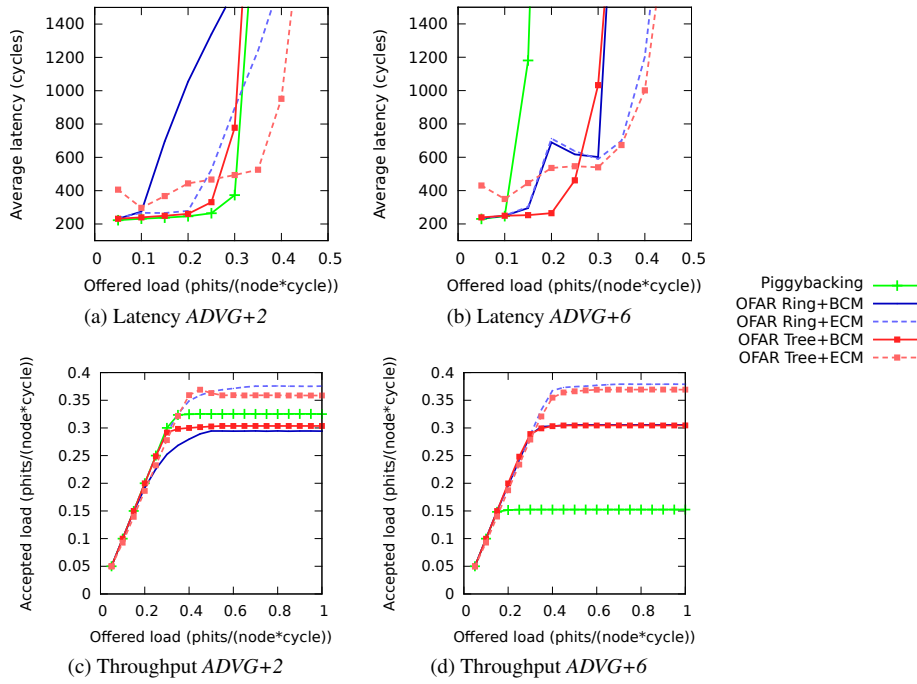 1400
1200
1000
800
600
400
200
Average latency (cycles)
0 0.1 0.2 0.3 0.4 0.5
Offered load (phits/(node*cycle))
(a) Latency ADVG+2
1400
1200
1000
800
600
400
200
Average latency (cycles)
0 0.1 0.2 0.3 0.4 0.5
Offered load (phits/(node*cycle))
(b) Latency ADVG+6
Piggybacking
OFAR Ring+BCM
OFAR Ring+ECM
OFAR Tree+BCM
OFAR Tree+ECM
0.4
0.35
0.3
0.25
0.2
0.15
0.1
0.05
0
Accepted load (phits/(node*cycle))
0 0.2 0.4 0.6 0.8 1
Offered load (phits/(node*cycle))
(c) Throughput ADVG+2
0.4
0.35
0.3
0.25
0.2
0.15
0.1
0.05
0
Accepted load (phits/(node*cycle))
0 0.2 0.4 0.6 0.8 1
Offered load (phits/(node*cycle))
(d) Throughput ADVG+6